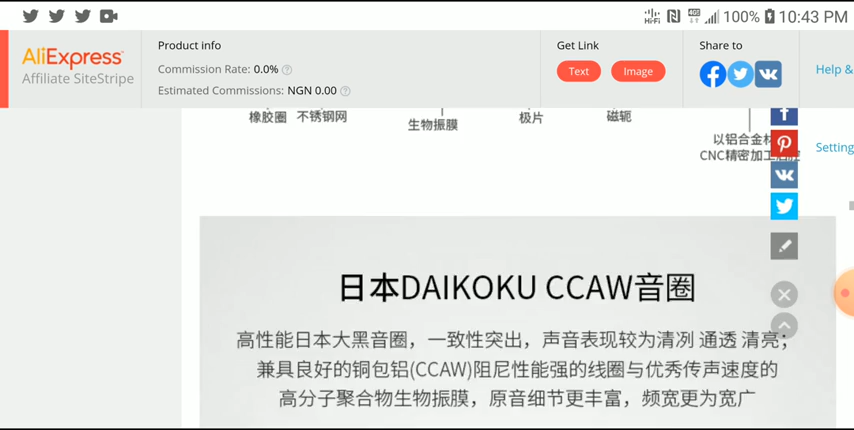 HiFi
4GE
100%
10:43 PM
AliExpress
Affiliate SiteStripe
Product info
Commission Rate: 0.0%
Estimated Commissions: NGN 0.00
Get Link
Text
Image
Share to
Help &
Setting
橡胶圈
不锈钢网
生物振膜
极片
磁轭
以铝合金材
CNC精密加工
日本DAIKOKU CCAW音圈
高性能日本大黑音圈，一致性突出，声音表现较为清冽 通透 清亮；
兼具良好的铜包铝(CCAW)阻尼性能强的线圈与优秀传声速度的
高分子聚合物生物振膜，原音细节更丰富，频宽更为宽广